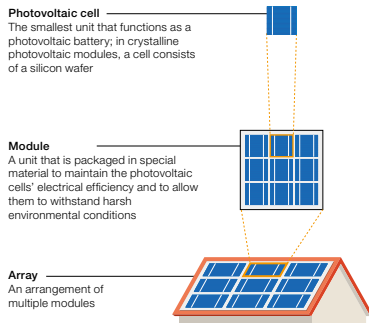 Photovoltaic cell
The smallest unit that functions as a
photovoltaic battery; in crystalline
photovoltaic modules, a cell consists
of a silicon wafer
Module
A unit that is packaged in special
material to maintain the photovoltaic
cells' electrical efficiency and to allow
them to withstand harsh
environmental conditions
Array
An arrangement of
multiple modules